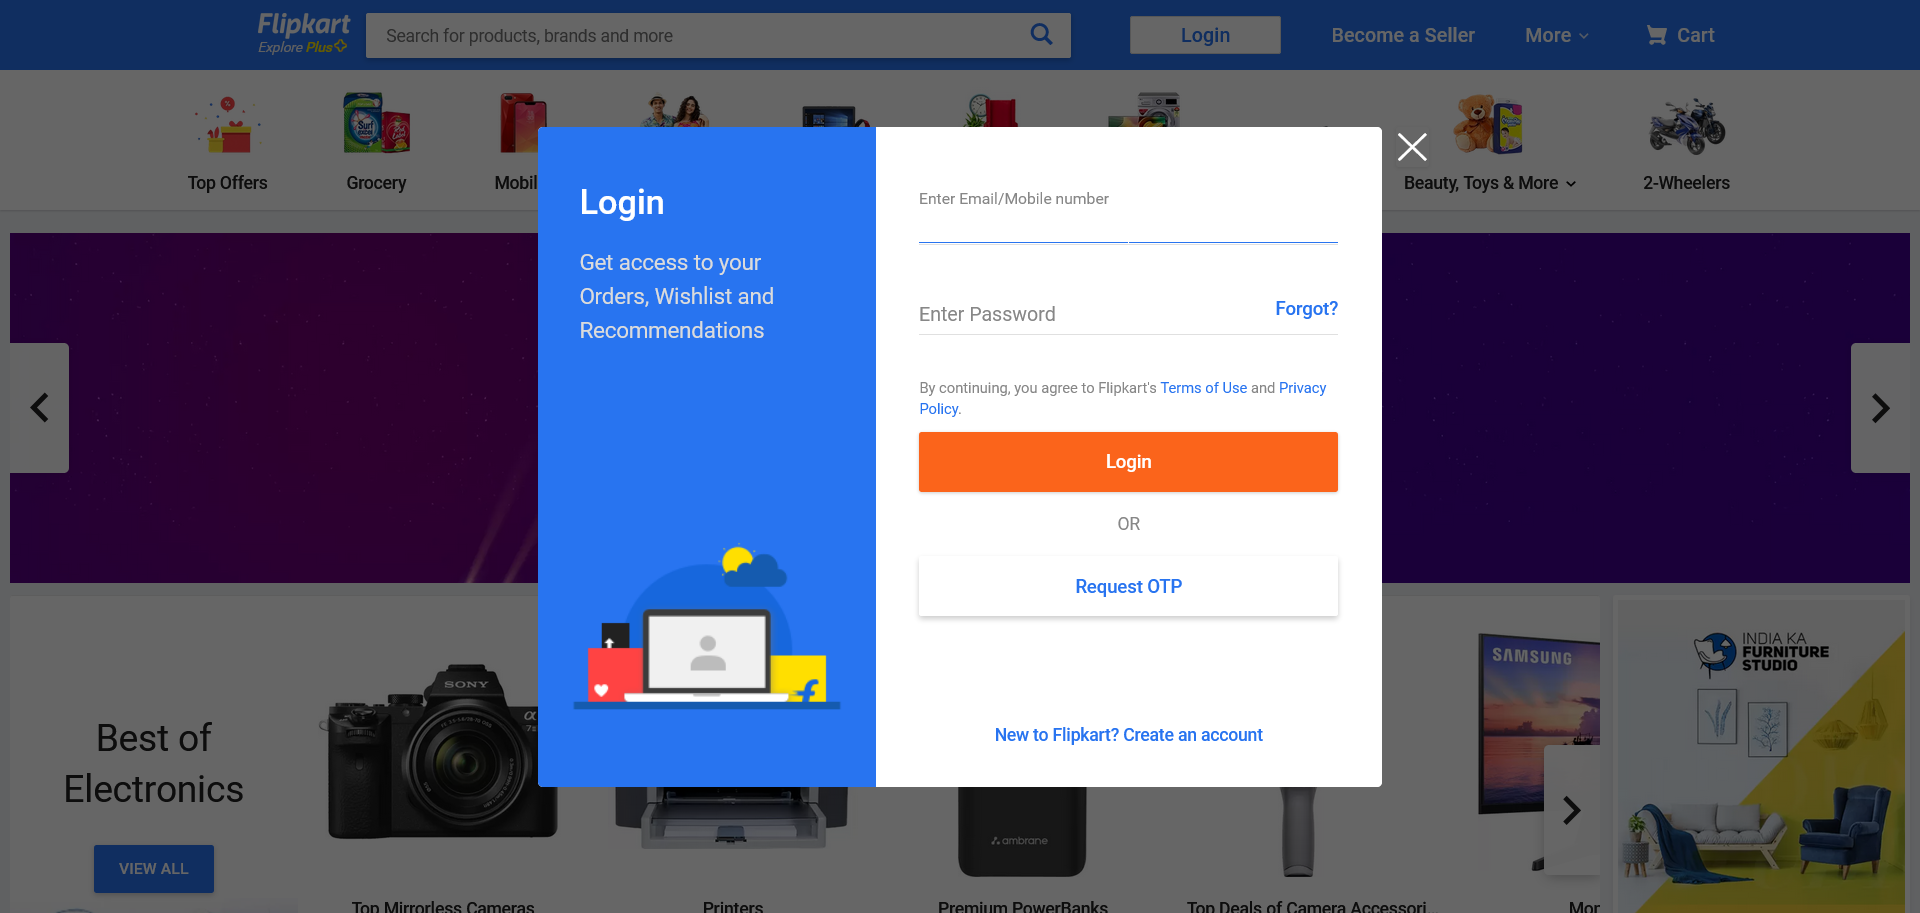 Flipkart
Explore Plus
Search for products, brands and more
Login
Become a Seller
More
Cart
Top Offers
Grocery
Mobil
Beauty, Toys & More
2-Wheelers
Login
Get access to your
Orders, Wishlist and
Recommendations
Enter Email/Mobile number
Enter Password
Forgot?
By continuing, you agree to Flipkart's Terms of Use and Privacy
Policy.
Login
OR
Request OTP
New to Flipkart? Create an account
Best of
Electronics
VIEW ALL
SONY
ambrane
SAMSUNG
INDIA KA
FURNITURE
STUDIO
Top Mirrorless Cameras
Printers
Premium PowerBanks
Top Deals of Camera Accessori...
Mor